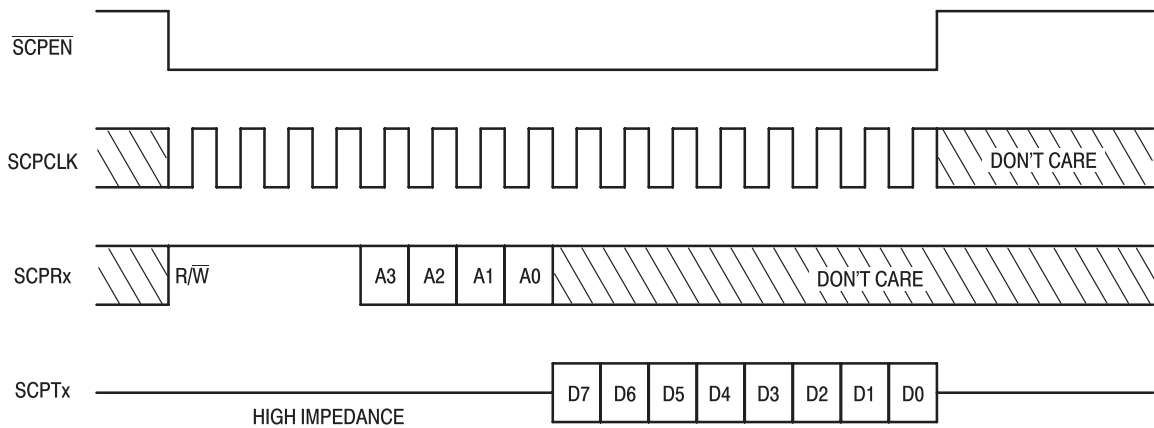 SCPEN
SCPCLK
DON'T CARE
SCPRx
R/W
A3
A2
A1
A0
DON'T CARE
SCPTx
HIGH IMPEDANCE
D7
D6
D5
D4
D3
D2
D1
D0